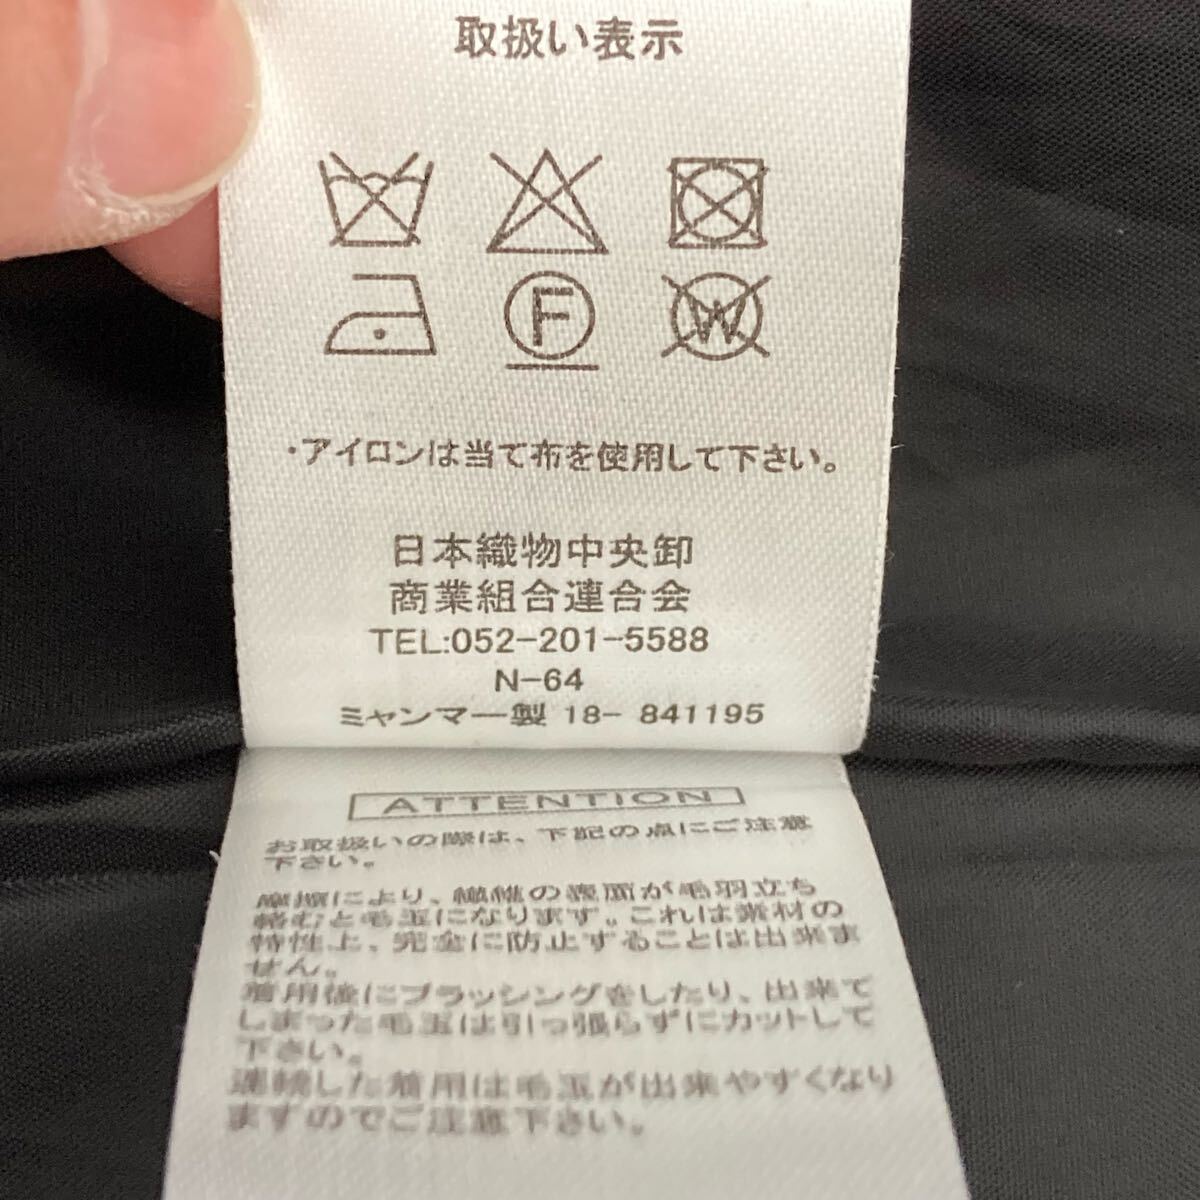 取扱い表示
F
W
・アイロンは当て布を使用して下さい。
日本織物中央卸
商業組合連合会
TEL:052-201-5588
N-64
ミャンマー製 18- 841195
ATTENTION
お取扱いの際は、下記の点にご注意
下さい。
摩擦により、繊維の表面が毛羽立ち
絡むと毛玉になります。これは素材の
特性上、完全に防止することは出来ま
せん。
着用後にブラッシングをしたり、出来て
しまった毛玉は引っ張らずにカットして
下さい。
連続した着用は毛玉が出来やすくなり
ますのでご注意下さい。